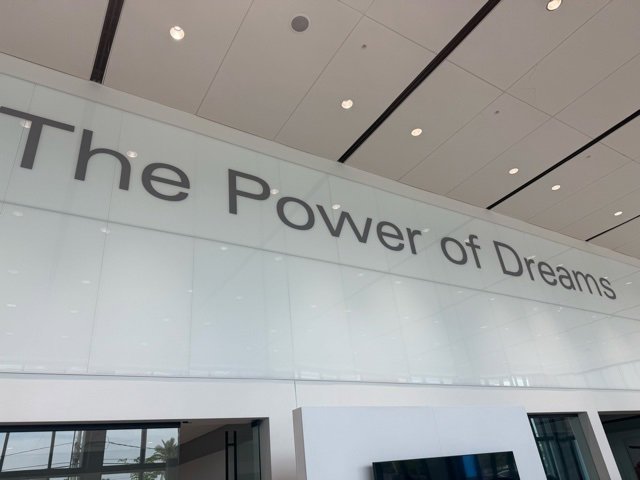 The Power of Dreams